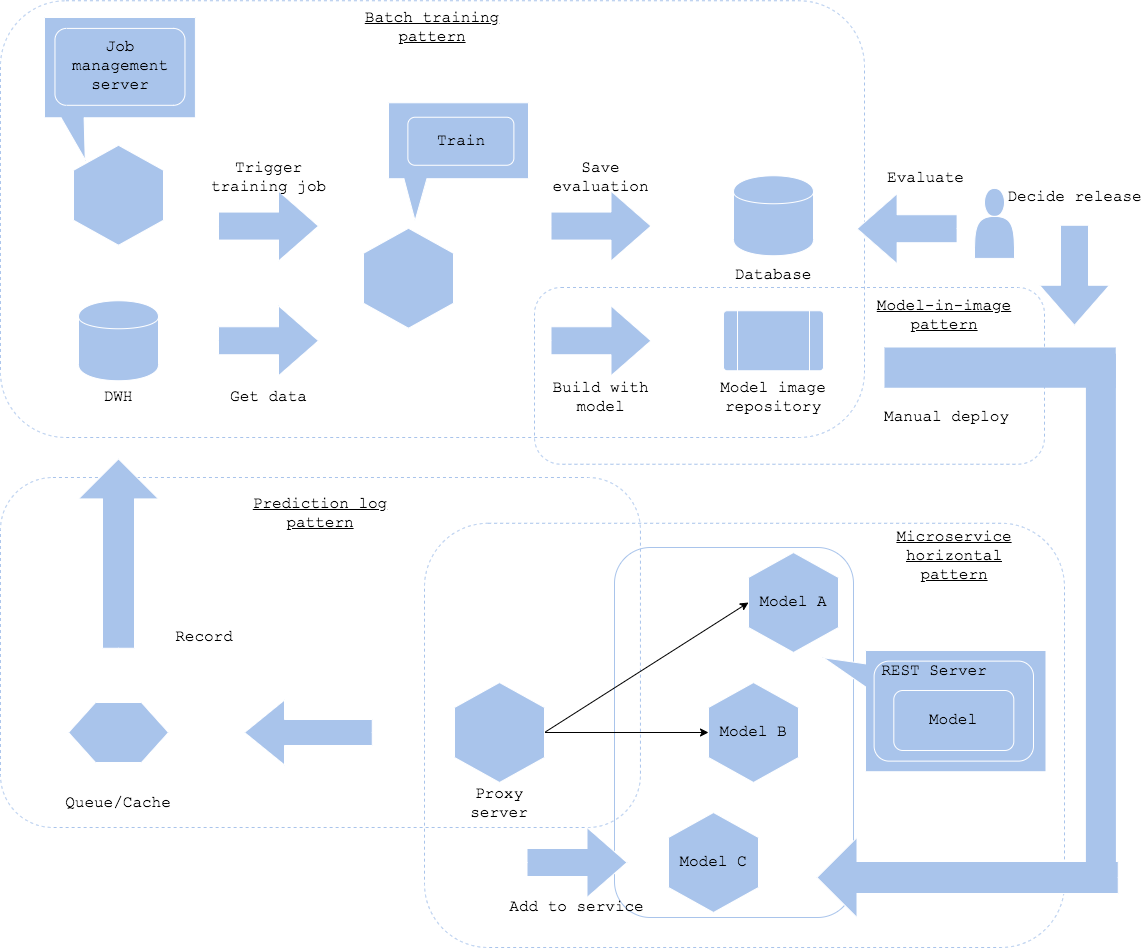 Batch training
pattern
Job
management
server
Train
Trigger
training job
Save
evaluation
Evaluate
Decide release
Database
Model-in-image
pattern
DWH
Get data
Build with
model
Model image
repository
Manual deploy
Prediction log
pattern
Microservice
horizontal
pattern
Model A
Record
REST Server
Model
Model B
Queue/Cache
Proxy
server
Model C
Add to service